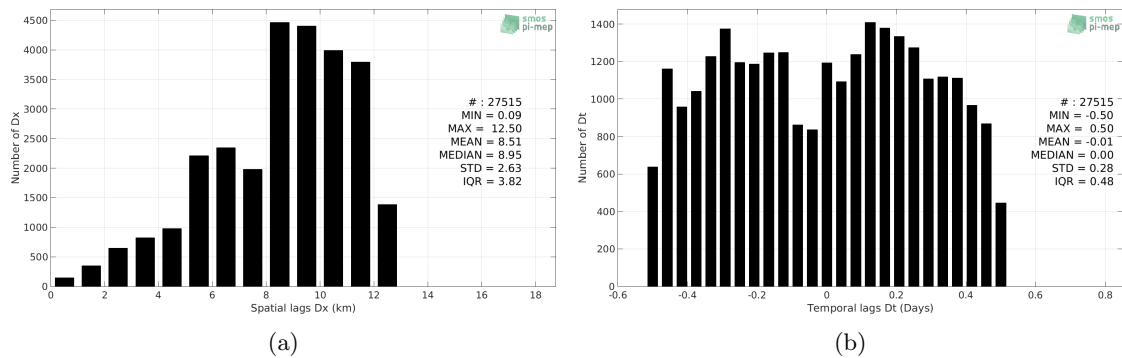 4500
4000
3500
3000
2500
2000
1500
1000
500
0
Number of Dx
smos
pi-mep
# : 27515
MIN = 0.09
MAX = 12.50
MEAN = 8.51
MEDIAN = 8.95
STD = 2.63
IQR = 3.82
0 2 4 6 8 10 12 14 16 18
Spatial lags Dx (km)
(a)
1400
1200
1000
800
600
400
200
0
Number of Dt
smos
pi-mep
# : 27515
MIN = -0.50
MAX = 0.50
MEAN = -0.01
MEDIAN = 0.00
STD = 0.28
IQR = 0.48
-0.6 -0.4 -0.2 0 0.2 0.4 0.6 0.8
Temporal lags Dt (Days)
(b)